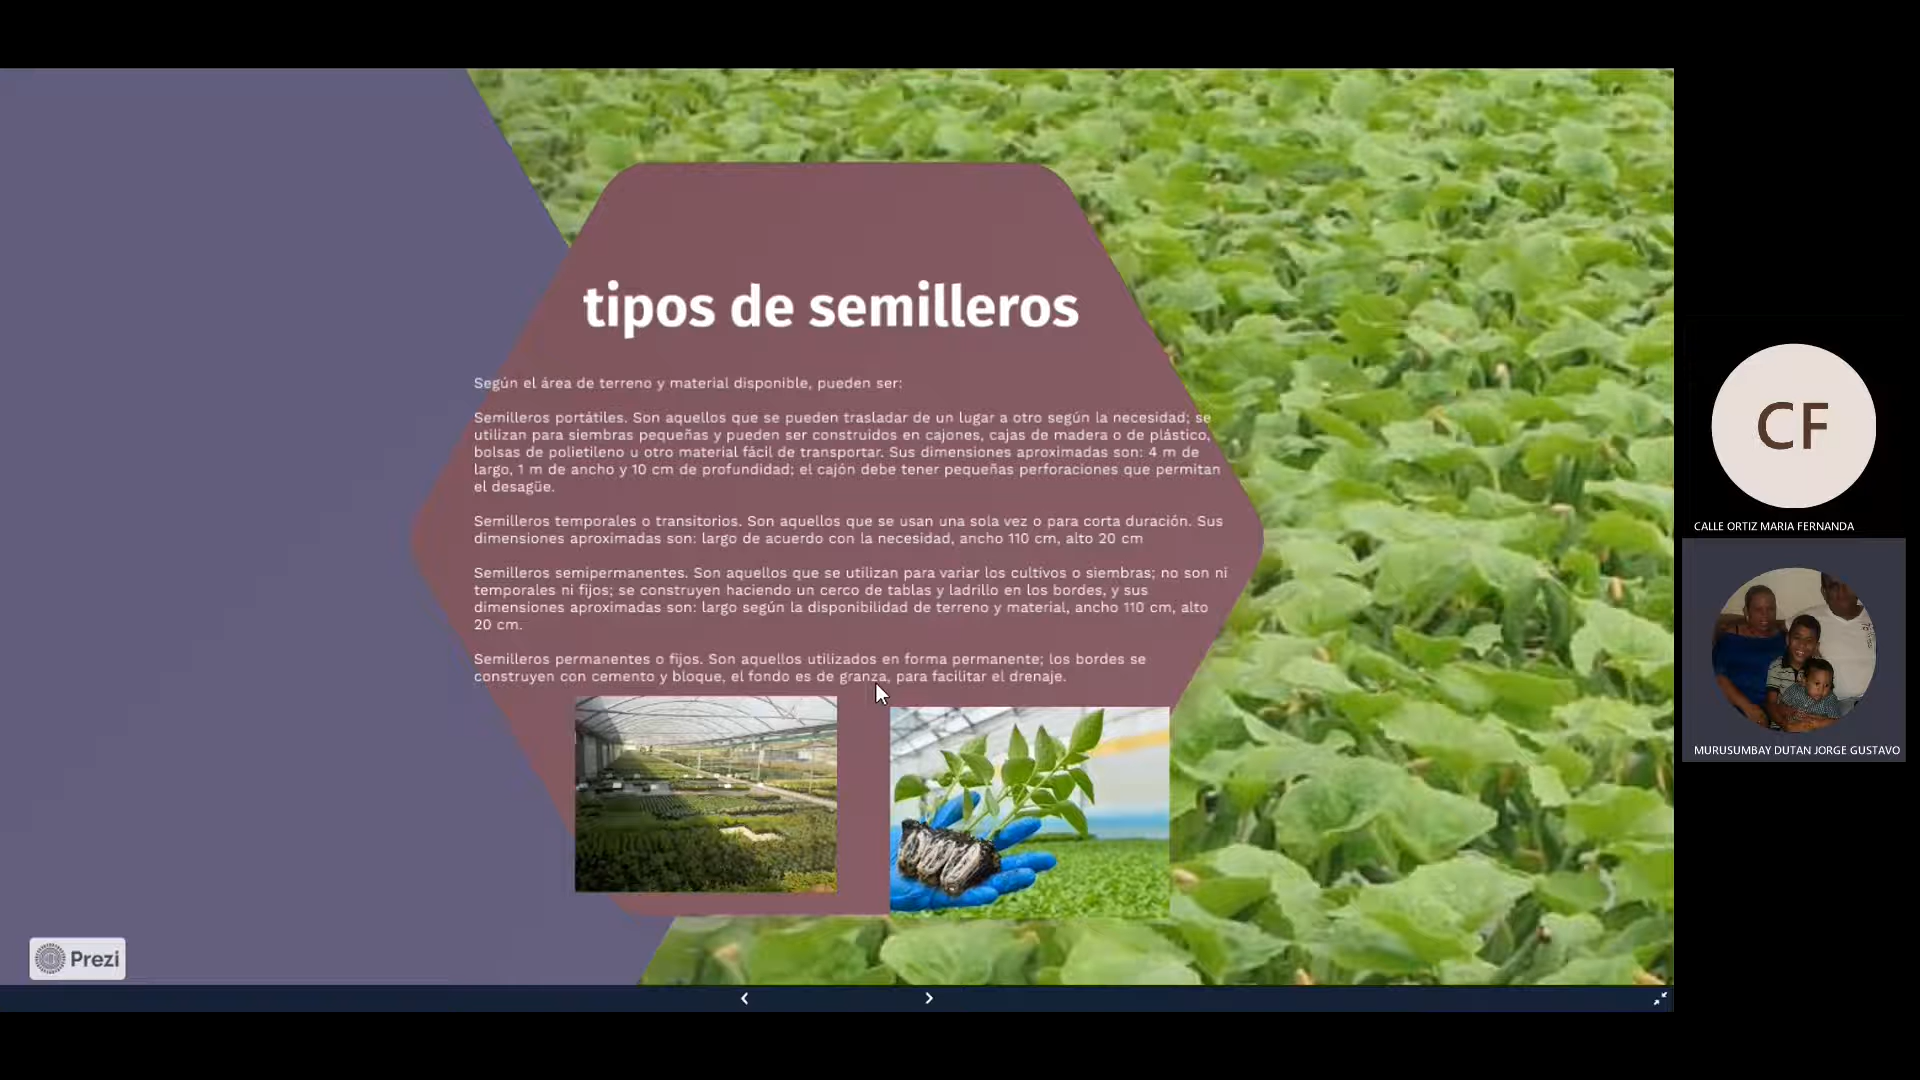 tipos de semilleros
Según el área de terreno y material disponible, pueden ser:
Semilleros portátiles. Son aquellos que se pueden trasladar de un lugar a otro según la necesidad; se
utilizan para siembras pequeñas y pueden ser construidos en cajones, cajas de madera o de plástico,
bolsas de polietileno u otro material fácil de transportar. Sus dimensiones aproximadas son: 4 m de
largo, 1 m de ancho y 10 cm de profundidad; el cajón debe tener pequeñas perforaciones que permitan
el desagüe.
Semilleros temporales o transitorios. Son aquellos que se usan una sola vez o para corta duración. Sus
dimensiones aproximadas son: largo de acuerdo con la necesidad, ancho 110 cm, alto 20 cm
Semilleros semipermanentes. Son aquellos que se utilizan para variar los cultivos o siembras; no son ni
temporales ni fijos; se construyen haciendo un cerco de tablas y ladrillo en los bordes, y sus
dimensiones aproximadas son: largo según la disponibilidad de terreno y material, ancho 110 cm, alto
20 cm.
Semilleros permanentes o fijos. Son aquellos utilizados en forma permanente; los bordes se
construyen con cemento y bloque, el fondo es de granza, para facilitar el drenaje.
Prezi
CF
CALLE ORTIZ MARIA FERNANDA
MURUSUMBAY DUTAN JORGE GUSTAVO